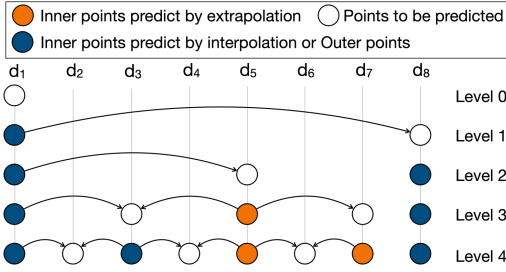 Inner points predict by extrapolation
Points to be predicted
Inner points predict by interpolation or Outer points
d1 d2 d3 d4 d5 d6 d7 d8
Level 0
Level 1
Level 2
Level 3
Level 4